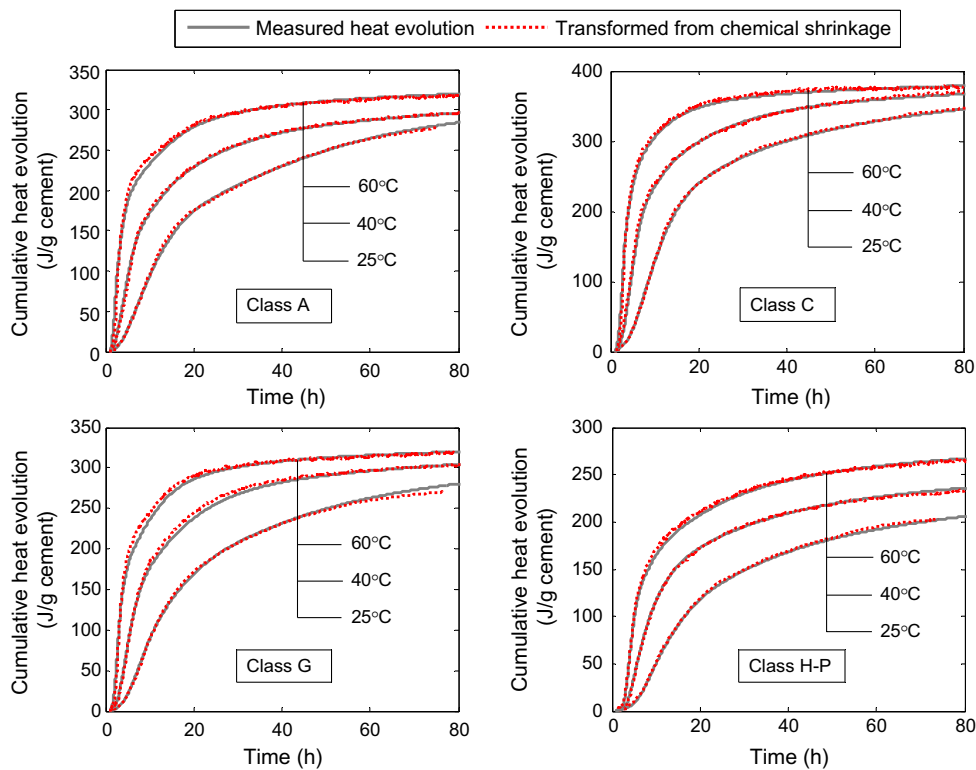 Measured heat evolution
Transformed from chemical shrinkage
Cumulative heat evolution
(J/g cement)
350
300
250
200
150
100
50
0
60°C
40°C
25°C
Class A
0
20
40
60
80
Time (h)
Cumulative heat evolution
(J/g cement)
400
300
200
100
0
60°C
40°C
25°C
Class C
0
20
40
60
80
Time (h)
Cumulative heat evolution
(J/g cement)
350
300
250
200
150
100
50
0
60°C
40°C
25°C
Class G
0
20
40
60
80
Time (h)
Cumulative heat evolution
(J/g cement)
350
300
250
200
150
100
50
0
60°C
40°C
25°C
Class H-P
0
20
40
60
80
Time (h)